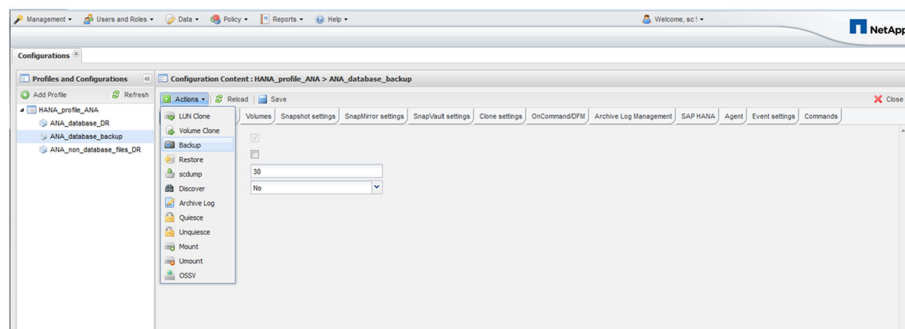 Management Users and Roles Data Policy Reports Help Welcome, sc !
NetApp
Configurations
Profiles and Configurations Configuration Content : HANA_profile_ANA > ANA_database_backup
Add Profile Refresh Actions Reload Save Close
HANA_profile_ANA
ANA_database_DR
ANA_database_backup
ANA_non_database_files_DR
LUN Clone
Volume Clone
Backup
Restore
scdump
Discover
Archive Log
Quiesce
Unquiesce
Mount
Umount
OSSV
Volumes Snapshot settings SnapMirror settings SnapVault settings Clone settings OnCommand/DFM Archive Log Management SAP HANA Agent Event settings Commands
30
No